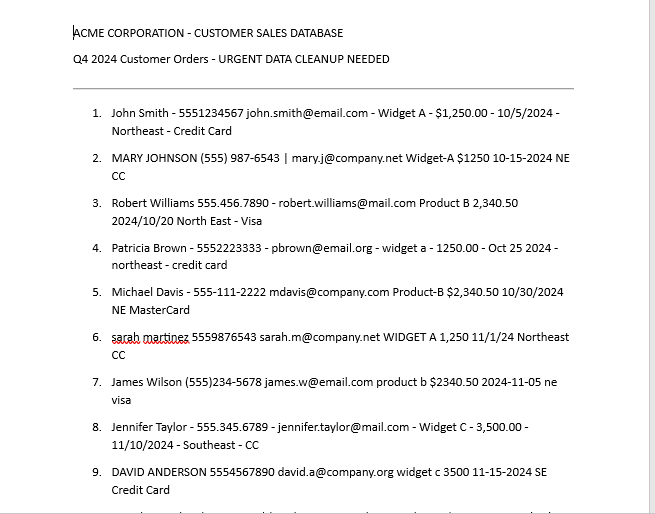 ACME CORPORATION - CUSTOMER SALES DATABASE
Q4 2024 Customer Orders - URGENT DATA CLEANUP NEEDED
1. John Smith - 5551234567 john.smith@email.com - Widget A - $1,250.00 - 10/5/2024 -
Northeast - Credit Card
2. MARY JOHNSON (555) 987-6543 | mary.j@company.net Widget-A $1250 10-15-2024 NE
CC
3. Robert Williams 555.456.7890 - robert.williams@mail.com Product B 2,340.50
2024/10/20 North East - Visa
4. Patricia Brown - 5552223333 - pbrown@email.org - widget a - 1250.00 - Oct 25 2024 -
northeast - credit card
5. Michael Davis - 555-111-2222 mdavis@company.com Product-B $2,340.50 10/30/2024
NE MasterCard
6. sarah martinez 5559876543 sarah.m@company.net WIDGET A 1,250 11/1/24 Northeast
CC
7. James Wilson (555)234-5678 james.w@email.com product b $2340.50 2024-11-05 ne
visa
8. Jennifer Taylor - 555.345.6789 - jennifer.taylor@mail.com - Widget C - 3,500.00 -
11/10/2024 - Southeast - CC
9. DAVID ANDERSON 5554567890 david.a@company.org widget c 3500 11-15-2024 SE
Credit Card